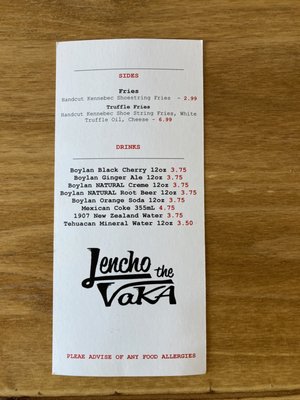 SIDES
Fries
Handcut Kennebec Shoestring Fries - 2.99
Truffle Fries
Handcut Kennebec Shoe String Fries, White
Truffle Oil, Cheese - 6.99
DRINKS
Boylan Black Cherry 12oz 3.75
Boylan Ginger Ale 12oz 3.75
Boylan NATURAL Creme 12oz 3.75
Boylan NATURAL Root Beer 12oz 3.75
Boylan Orange Soda 12oz 3.75
Mexican Coke 355mL 4.75
1907 New Zealand Water 3.75
Tehuacan Mineral Water 12oz 3.50
Lencho the
VaKA
PLEAE ADVISE OF ANY FOOD ALLERGIES